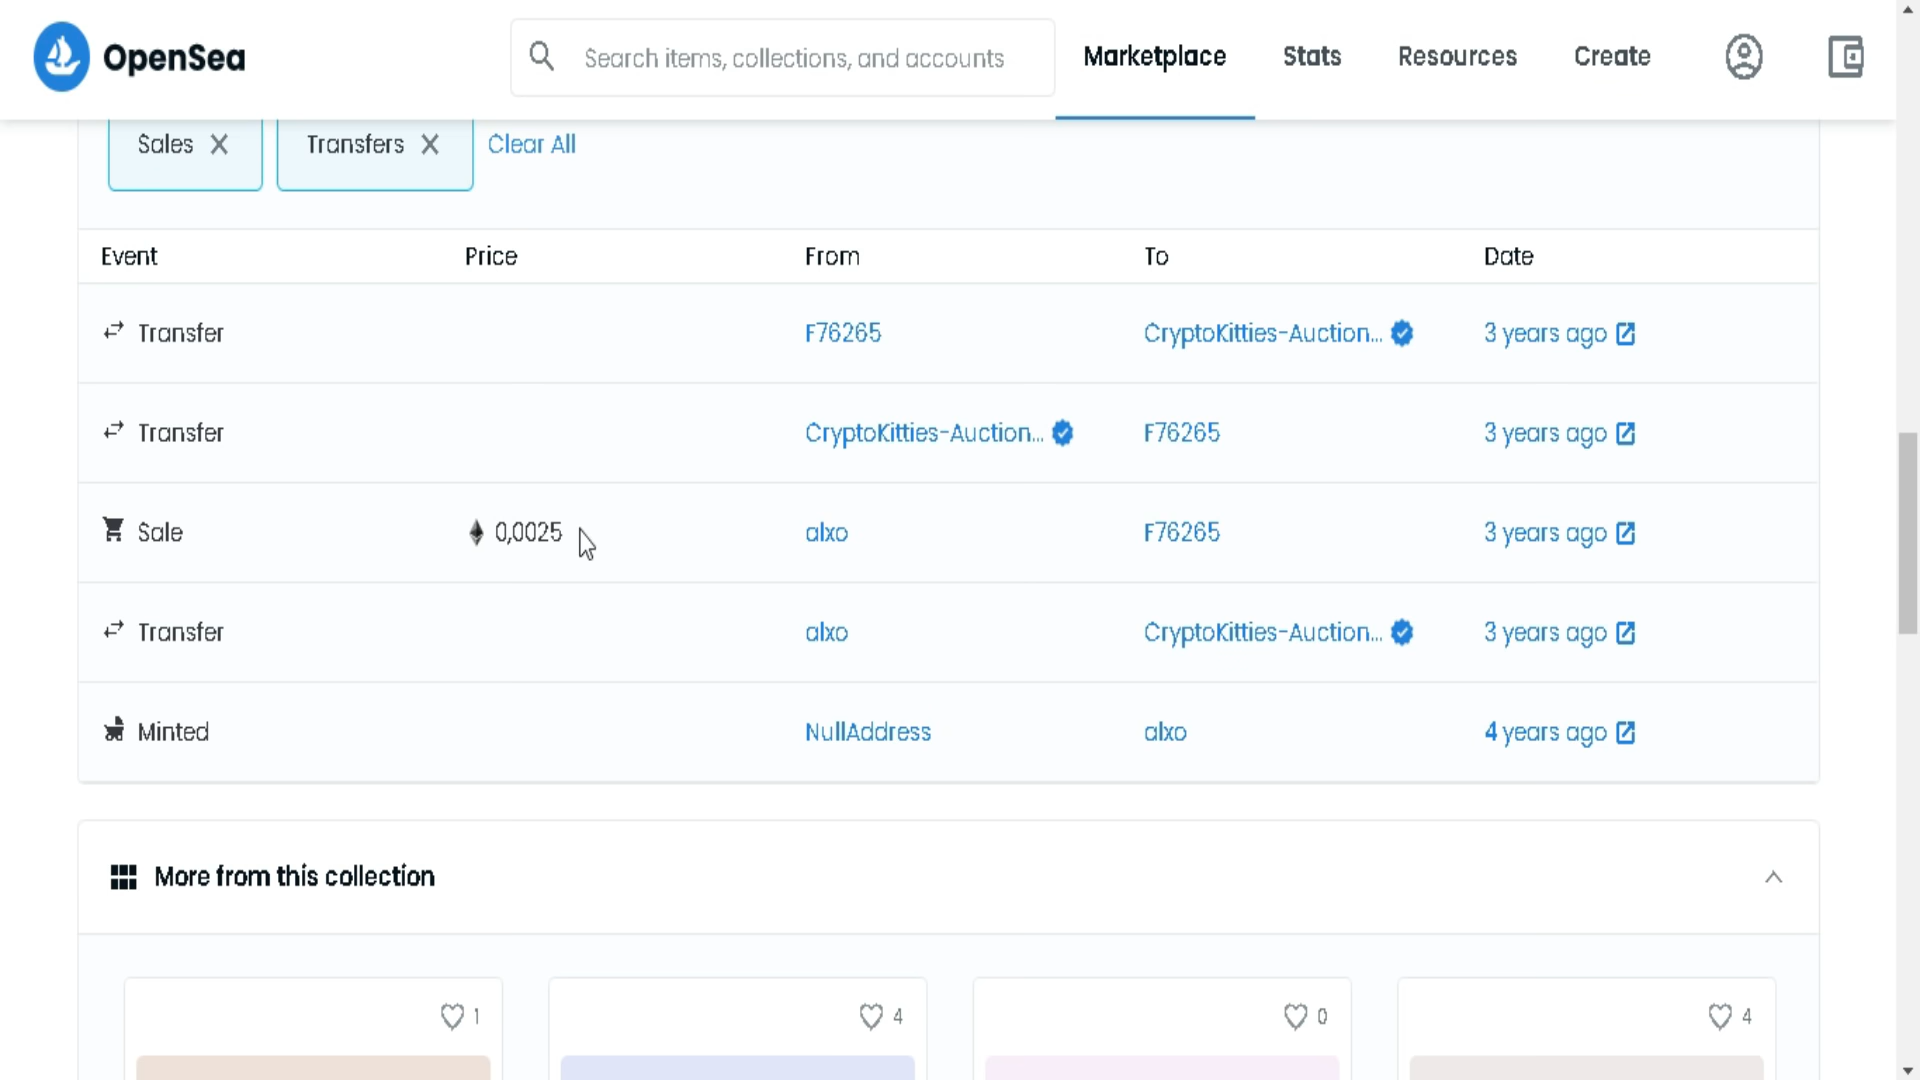 OpenSea
Search items, collections, and accounts
Marketplace Stats Resources Create
Sales Transfers Clear All
Event Price From To Date
Transfer F76265 CryptoKitties-Auction... 3 years ago
Transfer CryptoKitties-Auction... F76265 3 years ago
Sale 0,0025 alxo F76265 3 years ago
Transfer alxo CryptoKitties-Auction... 3 years ago
Minted NullAddress alxo 4 years ago
More from this collection
1 4 0 4